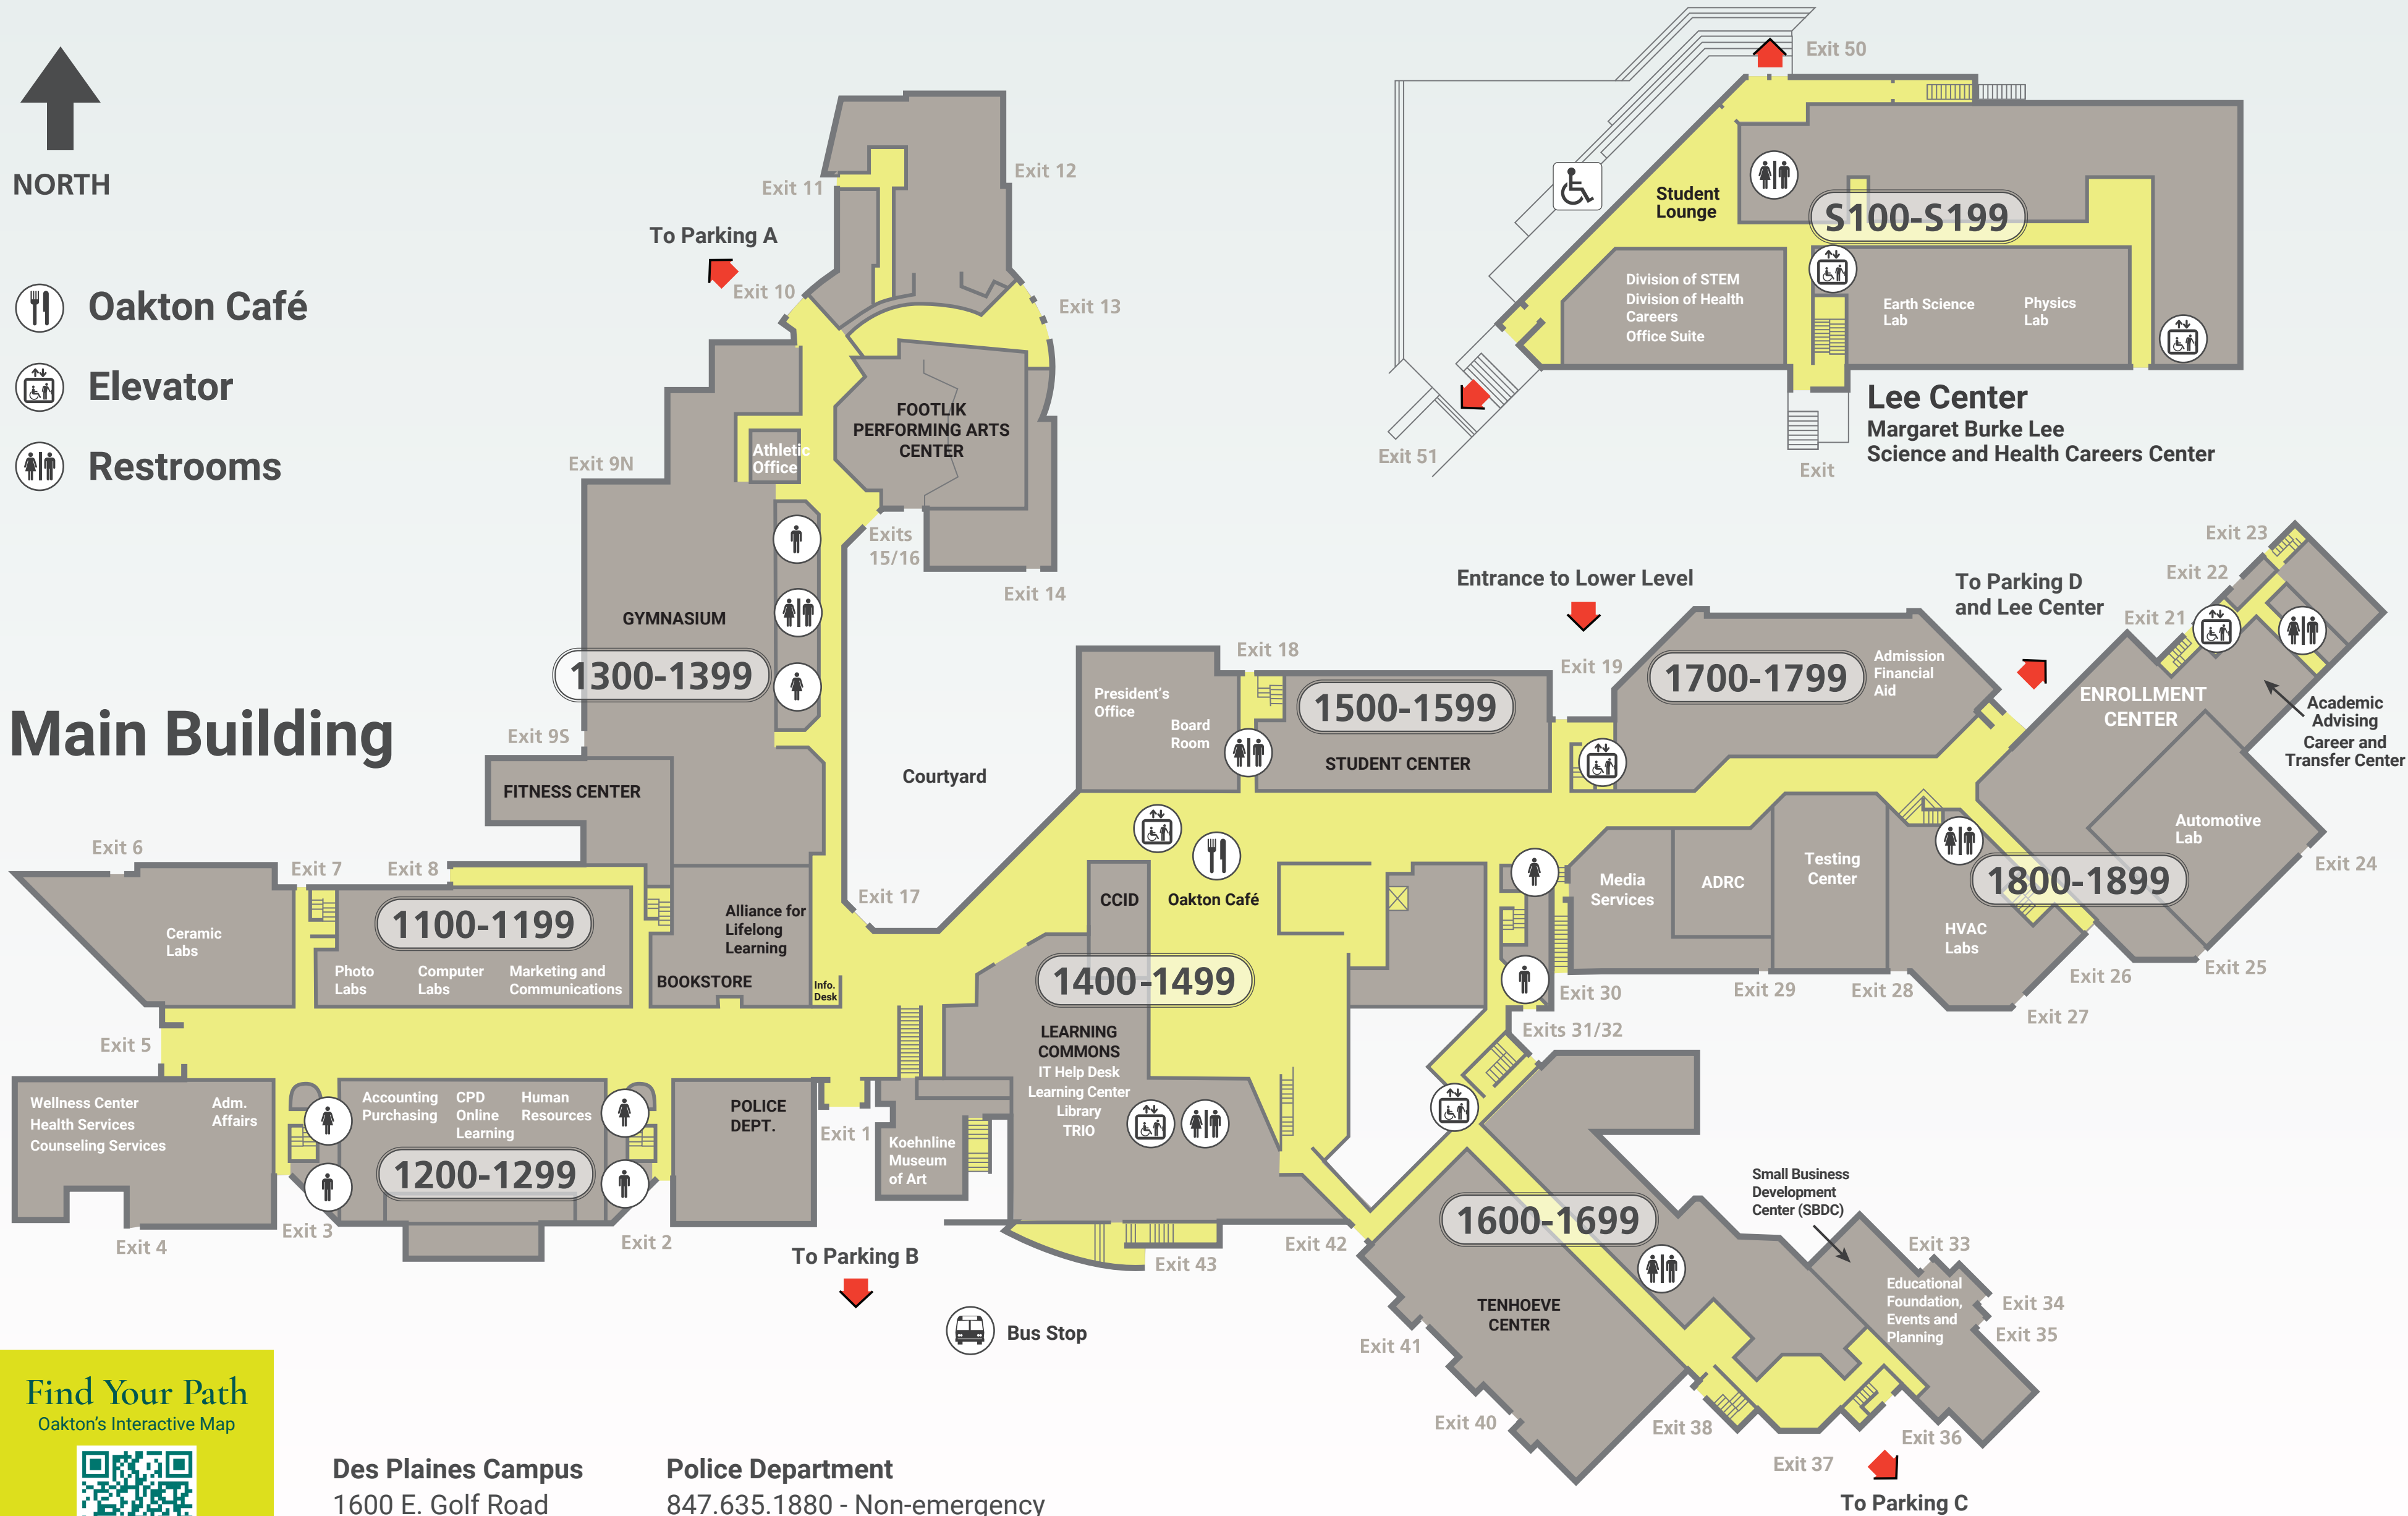 NORTH
Oakton Café
Elevator
Restrooms
Main Building
Exit 11
Exit 12
To Parking A
Exit 10
Exit 13
FOOTLIK
PERFORMING ARTS
CENTER
Athletic
Office
Exit 9N
Exits
15/16
Exit 14
GYMNASIUM
1300-1399
Exit 9S
FITNESS CENTER
Courtyard
Exit 50
Student
Lounge
S100-S199
Division of STEM
Division of Health
Careers
Office Suite
Earth Science
Lab
Physics
Lab
Exit 51
Exit
Lee Center
Margaret Burke Lee
Science and Health Careers Center
Entrance to Lower Level
To Parking D
and Lee Center
Exit 23
Exit 22
Exit 21
Exit 18
Exit 19
President's
Office
Board
Room
1500-1599
STUDENT CENTER
1700-1799
Admission
Financial
Aid
ENROLLMENT
CENTER
Academic
Advising
Career and
Transfer Center
Automotive
Lab
Exit 24
1800-1899
Exit 25
Exit 26
Exit 27
HVAC
Labs
Testing
Center
ADRC
Media
Services
Exit 28
Exit 29
Exit 30
Exits 31/32
Exit 6
Exit 7
Exit 8
Exit 17
Ceramic
Labs
1100-1199
Photo
Labs
Computer
Labs
Marketing and
Communications
Alliance for
Lifelong
Learning
BOOKSTORE
Info.
Desk
CCID
Oakton Café
1400-1499
LEARNING
COMMONS
IT Help Desk
Learning Center
Library
TRIO
Exit 5
Wellness Center
Health Services
Counseling Services
Adm.
Affairs
Accounting
Purchasing
CPD
Online
Learning
Human
Resources
1200-1299
POLICE
DEPT.
Exit 1
Koehnline
Museum
of Art
Exit 4
Exit 3
Exit 2
To Parking B
Bus Stop
Exit 43
Exit 42
1600-1699
TENHOEVE
CENTER
Small Business
Development
Center (SBDC)
Exit 33
Educational
Foundation,
Events and
Planning
Exit 34
Exit 35
Exit 41
Exit 40
Exit 38
Exit 37
Exit 36
To Parking C
Find Your Path
Oakton's Interactive Map
Des Plaines Campus
1600 E. Golf Road
Police Department
847.635.1880 - Non-emergency